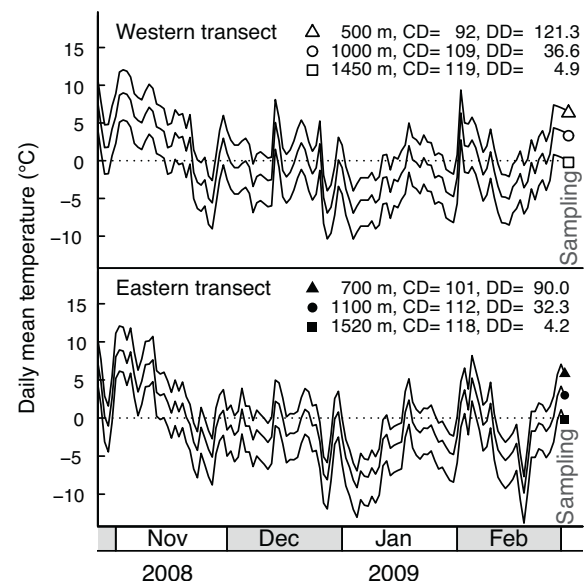 Western transect
500 m, CD= 92, DD= 121.3
1000 m, CD= 109, DD= 36.6
1450 m, CD= 119, DD= 4.9
15
10
5
0
−5
−10
Sampling
Daily mean temperature (°C)
Eastern transect
700 m, CD= 101, DD= 90.0
1100 m, CD= 112, DD= 32.3
1520 m, CD= 118, DD= 4.2
15
10
5
0
−5
−10
Sampling
Nov Dec Jan Feb
2008 2009